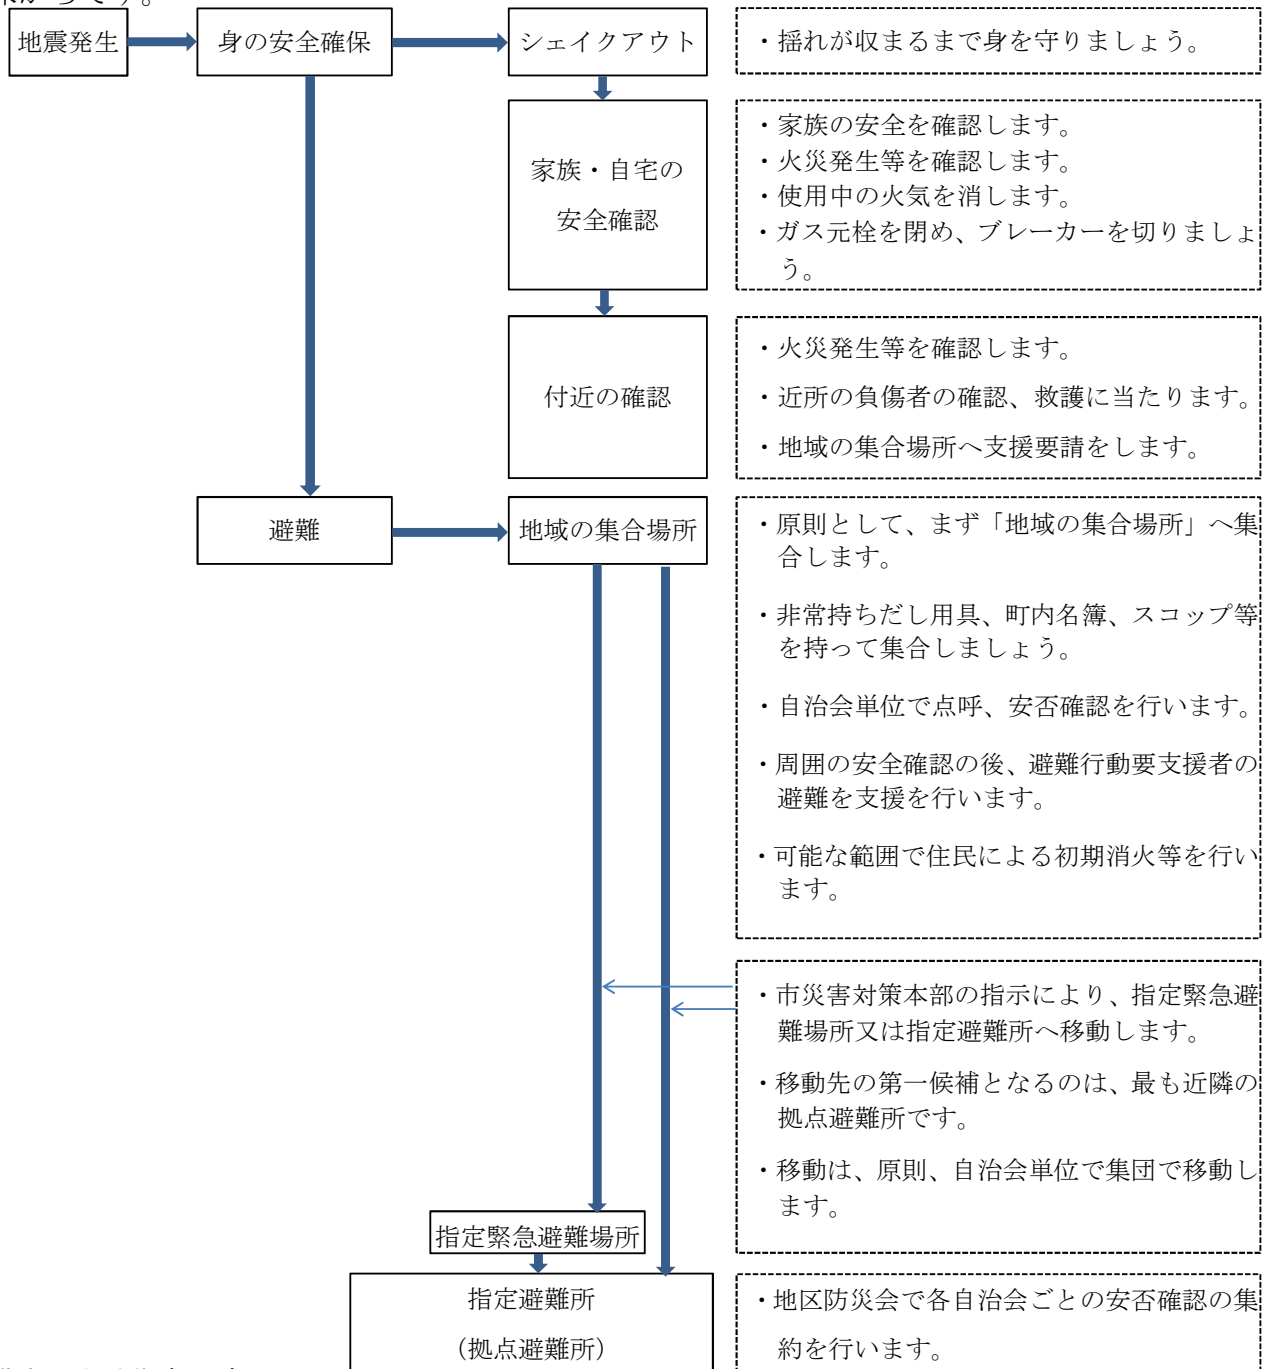 地震発生
身の安全確保
シェイクアウト
・揺れが収まるまで身を守りましょう。
家族・自宅の
安全確認
・家族の安全を確認します。
・火災発生等を確認します。
・使用中の火気を消します。
・ガス元栓を閉め、ブレーカーを切りましょ
う。
付近の確認
・火災発生等を確認します。
・近所の負傷者の確認、救護に当たります。
・地域の集合場所へ支援要請をします。
避難
地域の集合場所
・原則として、まず「地域の集合場所」へ集
合します。
・非常持ちだし用具、町内名簿、スコップ等
を持って集合しましょう。
・自治会単位で点呼、安否確認を行います。
・周囲の安全確認の後、避難行動要支援者の
避難を支援を行います。
・可能な範囲で住民による初期消火等を行い
ます。
・市災害対策本部の指示により、指定緊急避
難場所又は指定避難所へ移動します。
・移動先の第一候補となるのは、最も近隣の
拠点避難所です。
・移動は、原則、自治会単位で集団で移動し
ます。
指定緊急避難場所
指定避難所
（拠点避難所）
・地区防災会で各自治会ごとの安否確認の集
約を行います。